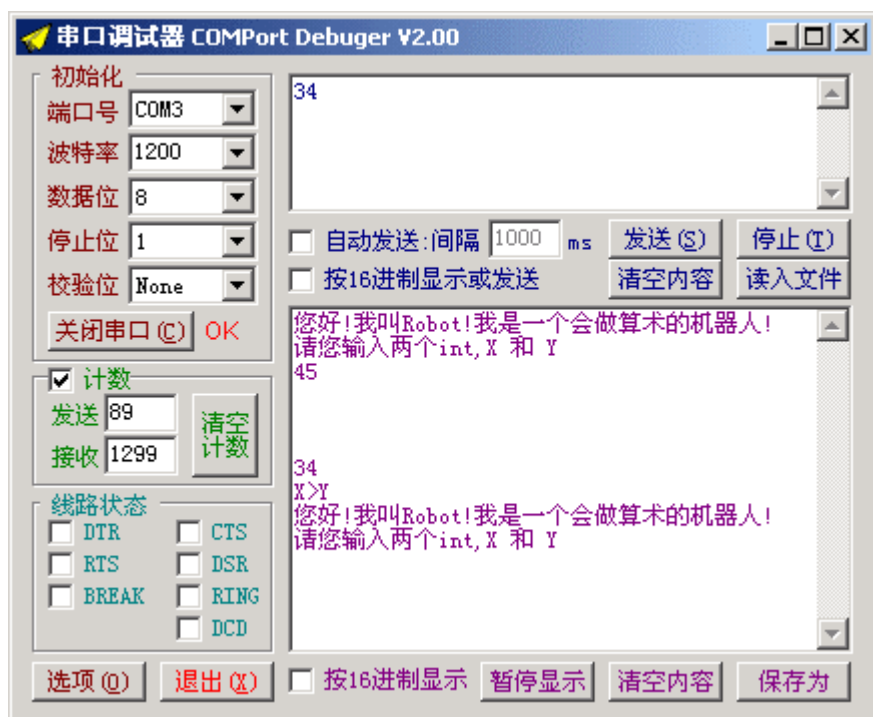 串口调试器 COMPort Debuger V2.00
初始化
端口号 COM3
波特率 1200
数据位 8
停止位 1
校验位 None
关闭串口(C) OK
计数
发送 89
接收 1299
清空
计数
线路状态
DTR CTS
RTS DSR
BREAK RING
DCD
选项(O) 退出(X)
34
自动发送:间隔 1000 ms 发送(S) 停止(T)
按16进制显示或发送 清空内容 读入文件
您好!我叫Robot!我是一个会做算术的机器人!
请您输入两个int,X 和 Y
45
34
X>Y
您好!我叫Robot!我是一个会做算术的机器人!
请您输入两个int,X 和 Y
按16进制显示 暂停显示 清空内容 保存为